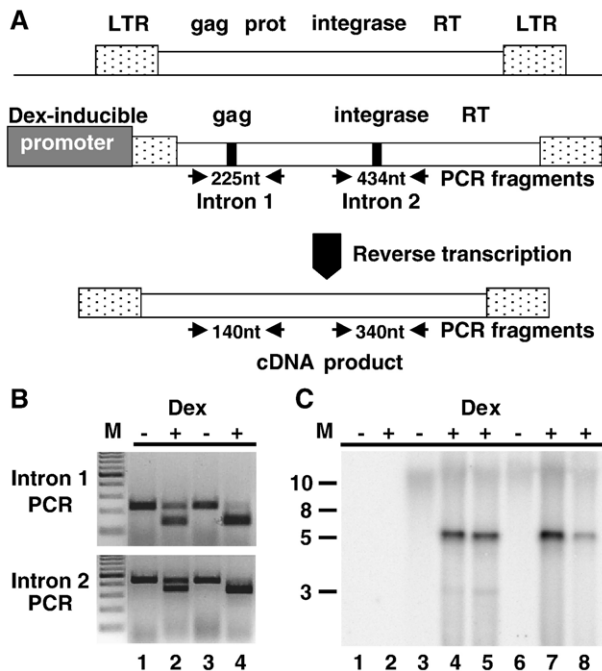 A
LTR gag prot integrase RT LTR
Dex-inducible
promoter
gag integrase RT
225nt 434nt PCR fragments
Intron 1 Intron 2
Reverse transcription
140nt 340nt PCR fragments
cDNA product
B
Dex
M - + - +
Intron 1
PCR
Intron 2
PCR
1 2 3 4
C
Dex
M - + - + + - + +
10
8
5
3
1 2 3 4 5 6 7 8